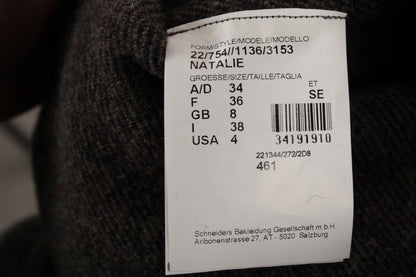 FORM/STYLE/MODELE/MODELLO
22/754//1136/3153
NATALIE
GROESSE/SIZE/TAILLE/TAGLIA
A/D 34 ET
F 36 SE
GB 8
I 38
USA 4 34191910
221344/272/2D8
461
Schneiders Bekleidung Gesellschaft m.b.H.
Aribonenstrasse 27, AT - 5020 Salzburg